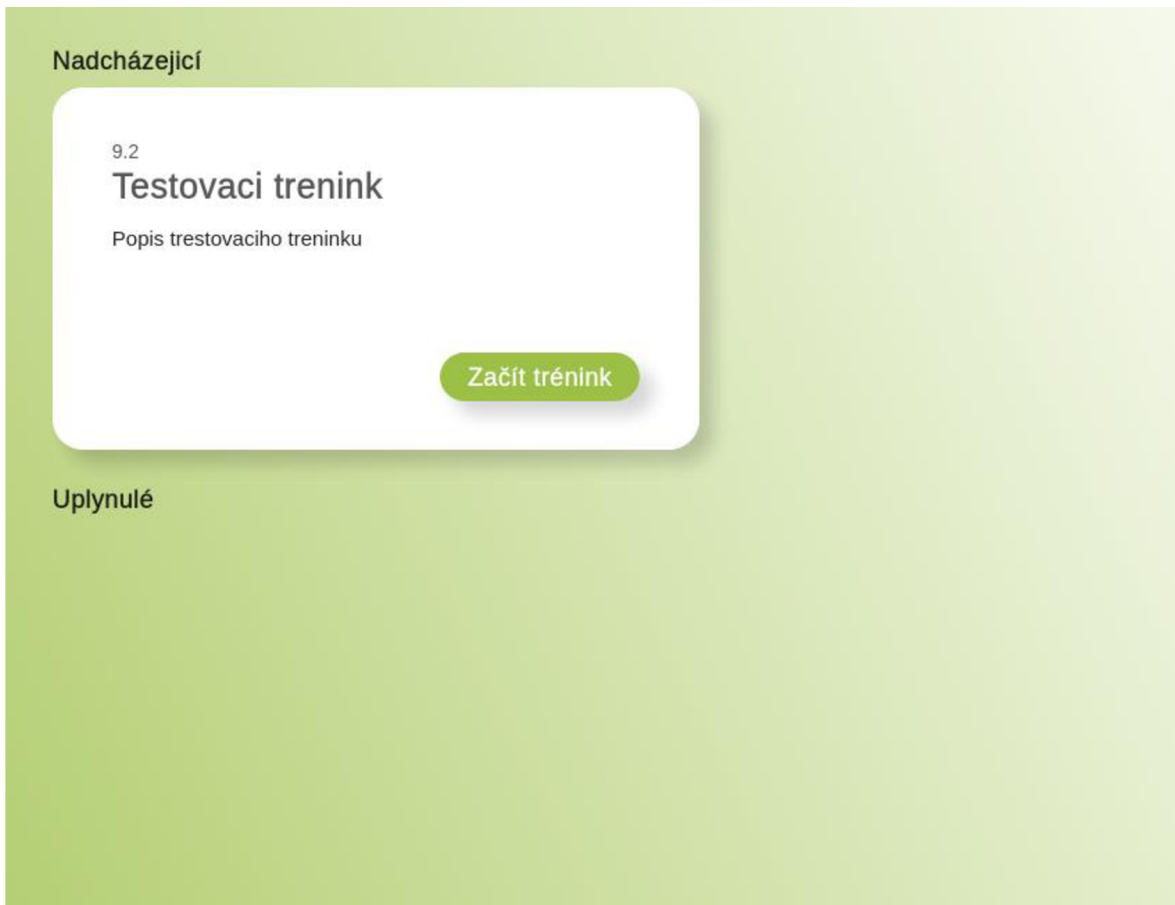 Nadcházejicí
9.2
Testovaci trenink
Popis trestovaciho treninku
Začít trénink
Uplynulé